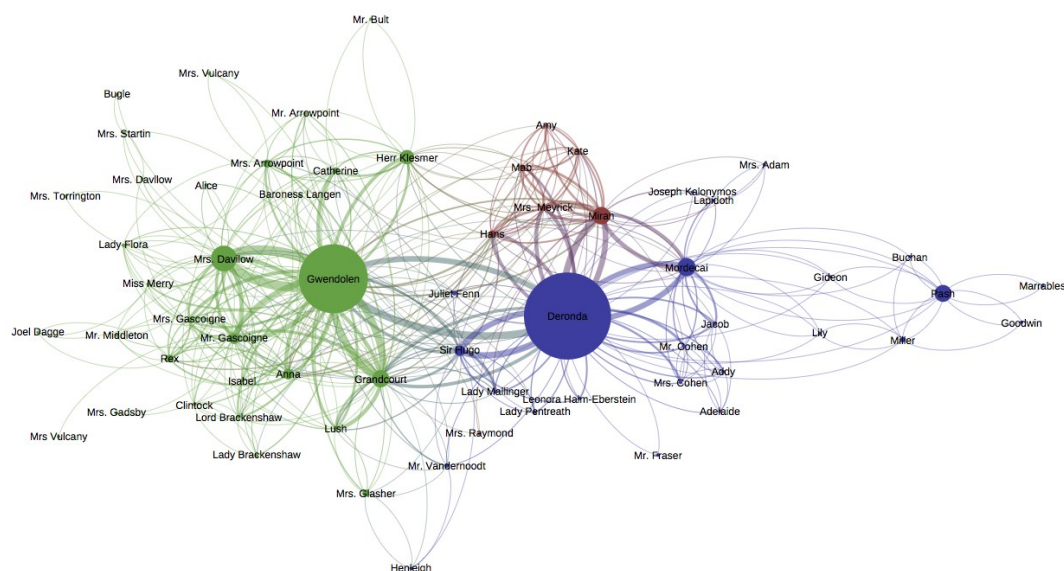 Mr. Bult
Mrs. Vulcany
Bugle
Mr. Arrowpoint
Mrs. Startin
Amy
Kate
Herr Klesmer
Mrs. Arrowpoint
Catherine
Mab
Mrs. Adam
Mrs. Davllow
Alice
Baroness Langen
Joseph Kalonymos
Mrs. Torrington
Lapidoth
Mrs. Meyrick
Mirah
Hans
Lady Flora
Mrs. Davilow
Buchan
Mordecai
Gwendolen
Gideon
Miss Merry
Juliet Fenn
Pash
Marrables
Deronda
Mrs. Gascoigne
Jacob
Goodwin
Joel Dagge
Mr. Middleton
Mr. Gascoigne
Lily
Miller
Mr. Cohen
Sir Hugo
Rex
Addy
Anna
Isabel
Grandcourt
Mrs. Cohen
Lady Mallinger
Leonora Halm-Eberstein
Clintock
Mrs. Gadsby
Lord Brackenshaw
Lady Pentreath
Adelaide
Lush
Mrs Vulcany
Mrs. Raymond
Lady Brackenshaw
Mr. Fraser
Mr. Vandernoodt
Mrs. Glasher
Henleigh